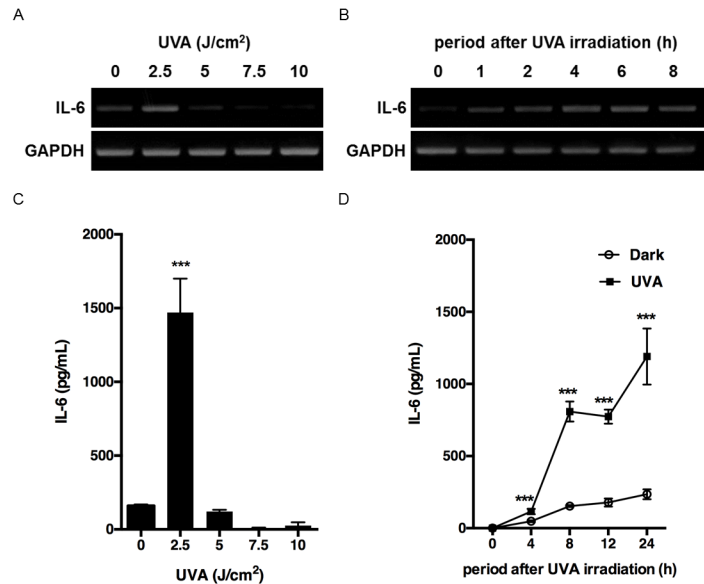 A
UVA (J/cm²)
0 2.5 5 7.5 10
IL-6
GAPDH
B
period after UVA irradiation (h)
0 1 2 4 6 8
IL-6
GAPDH
C
2000
1500
1000
500
0
IL-6 (pg/mL)
***
0 2.5 5 7.5 10
UVA (J/cm²)
D
2000
1500
1000
500
0
IL-6 (pg/mL)
Dark
UVA
***
***
***
***
0 4 8 12 24
period after UVA irradiation (h)